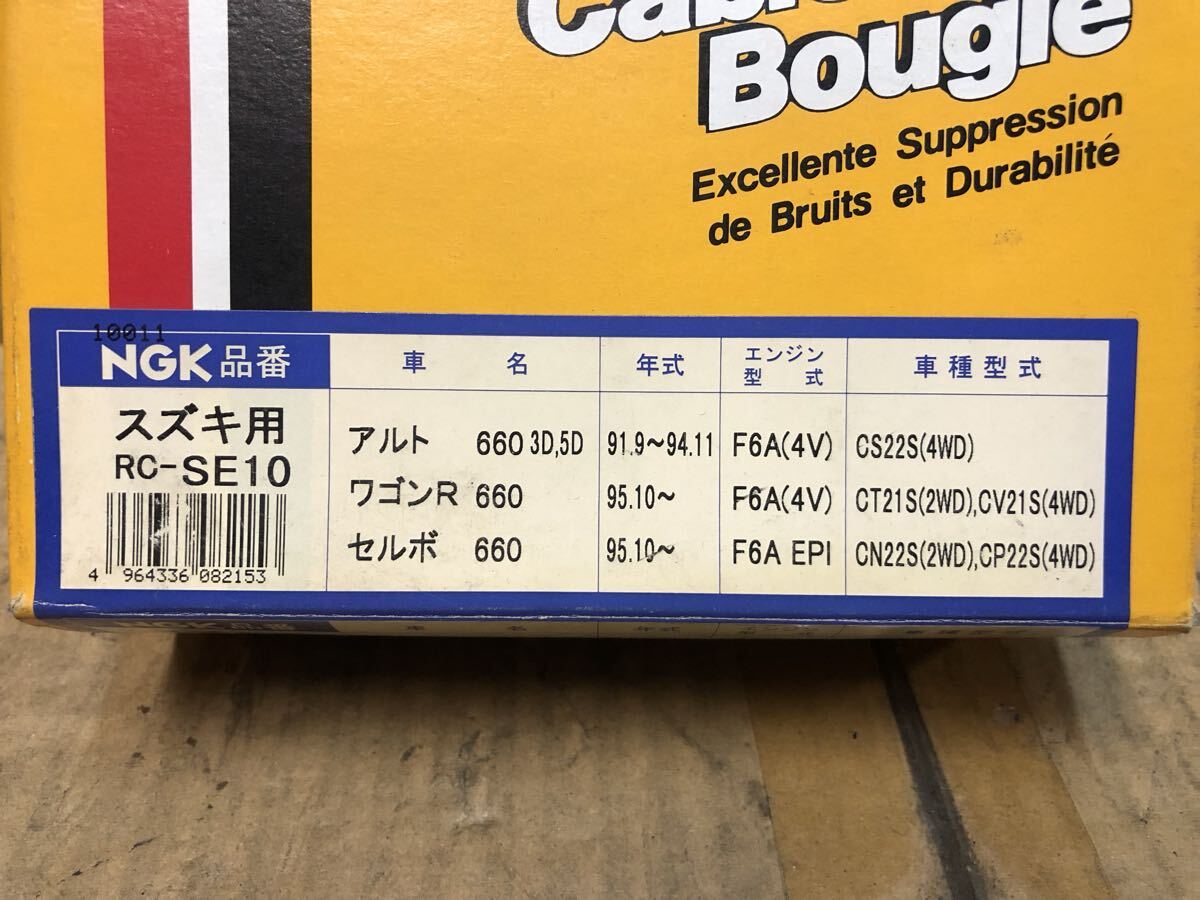 Bougie
Excellente Suppression
de Bruits et Durabilité
10011
NGK品番 車 名 年式 エンジン型 式 車種型式
スズキ用
RC-SE10
4 964336 082153
アルト 660 3D,5D 91.9~94.11 F6A(4V) CS22S(4WD)
ワゴンR 660 95.10~ F6A(4V) CT21S(2WD),CV21S(4WD)
セルボ 660 95.10~ F6A EPI CN22S(2WD),CP22S(4WD)